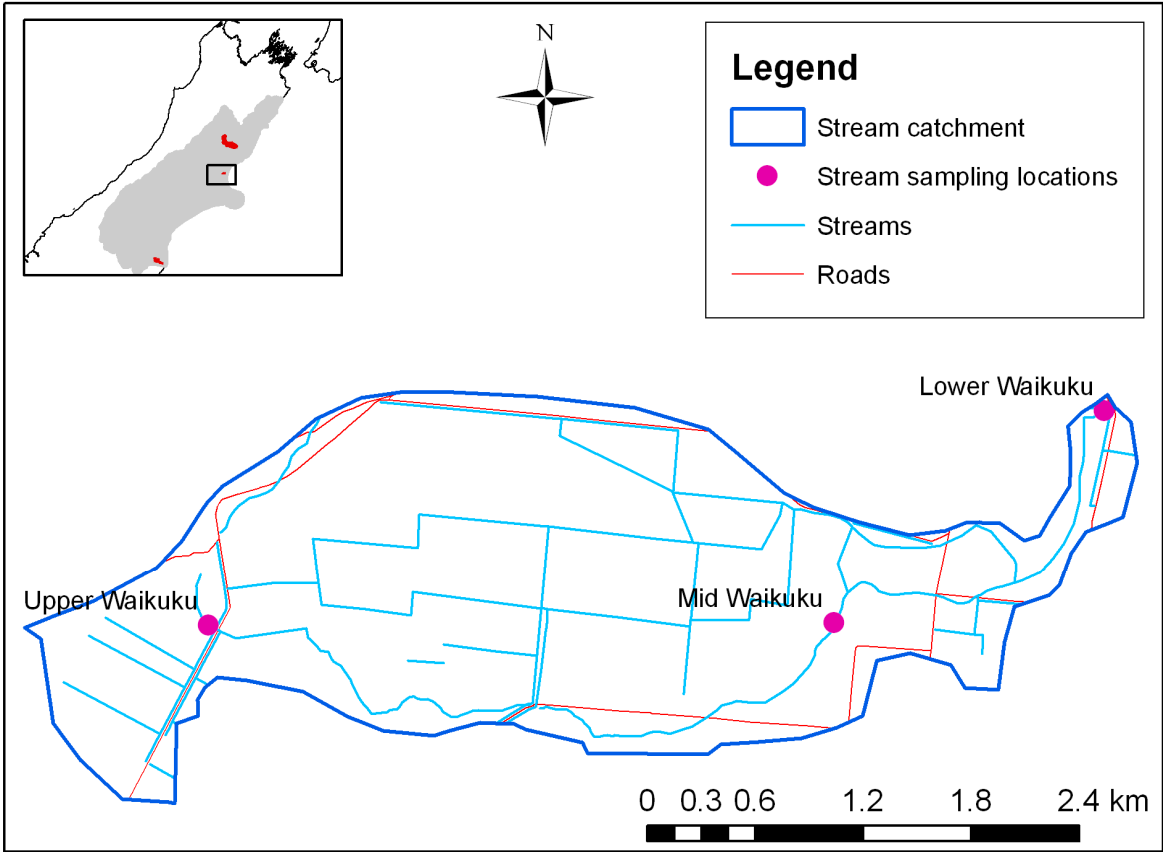 N
Legend
Stream catchment
Stream sampling locations
Streams
Roads
Lower Waikuku
Upper Waikuku
Mid Waikuku
0 0.3 0.6 1.2 1.8 2.4 km